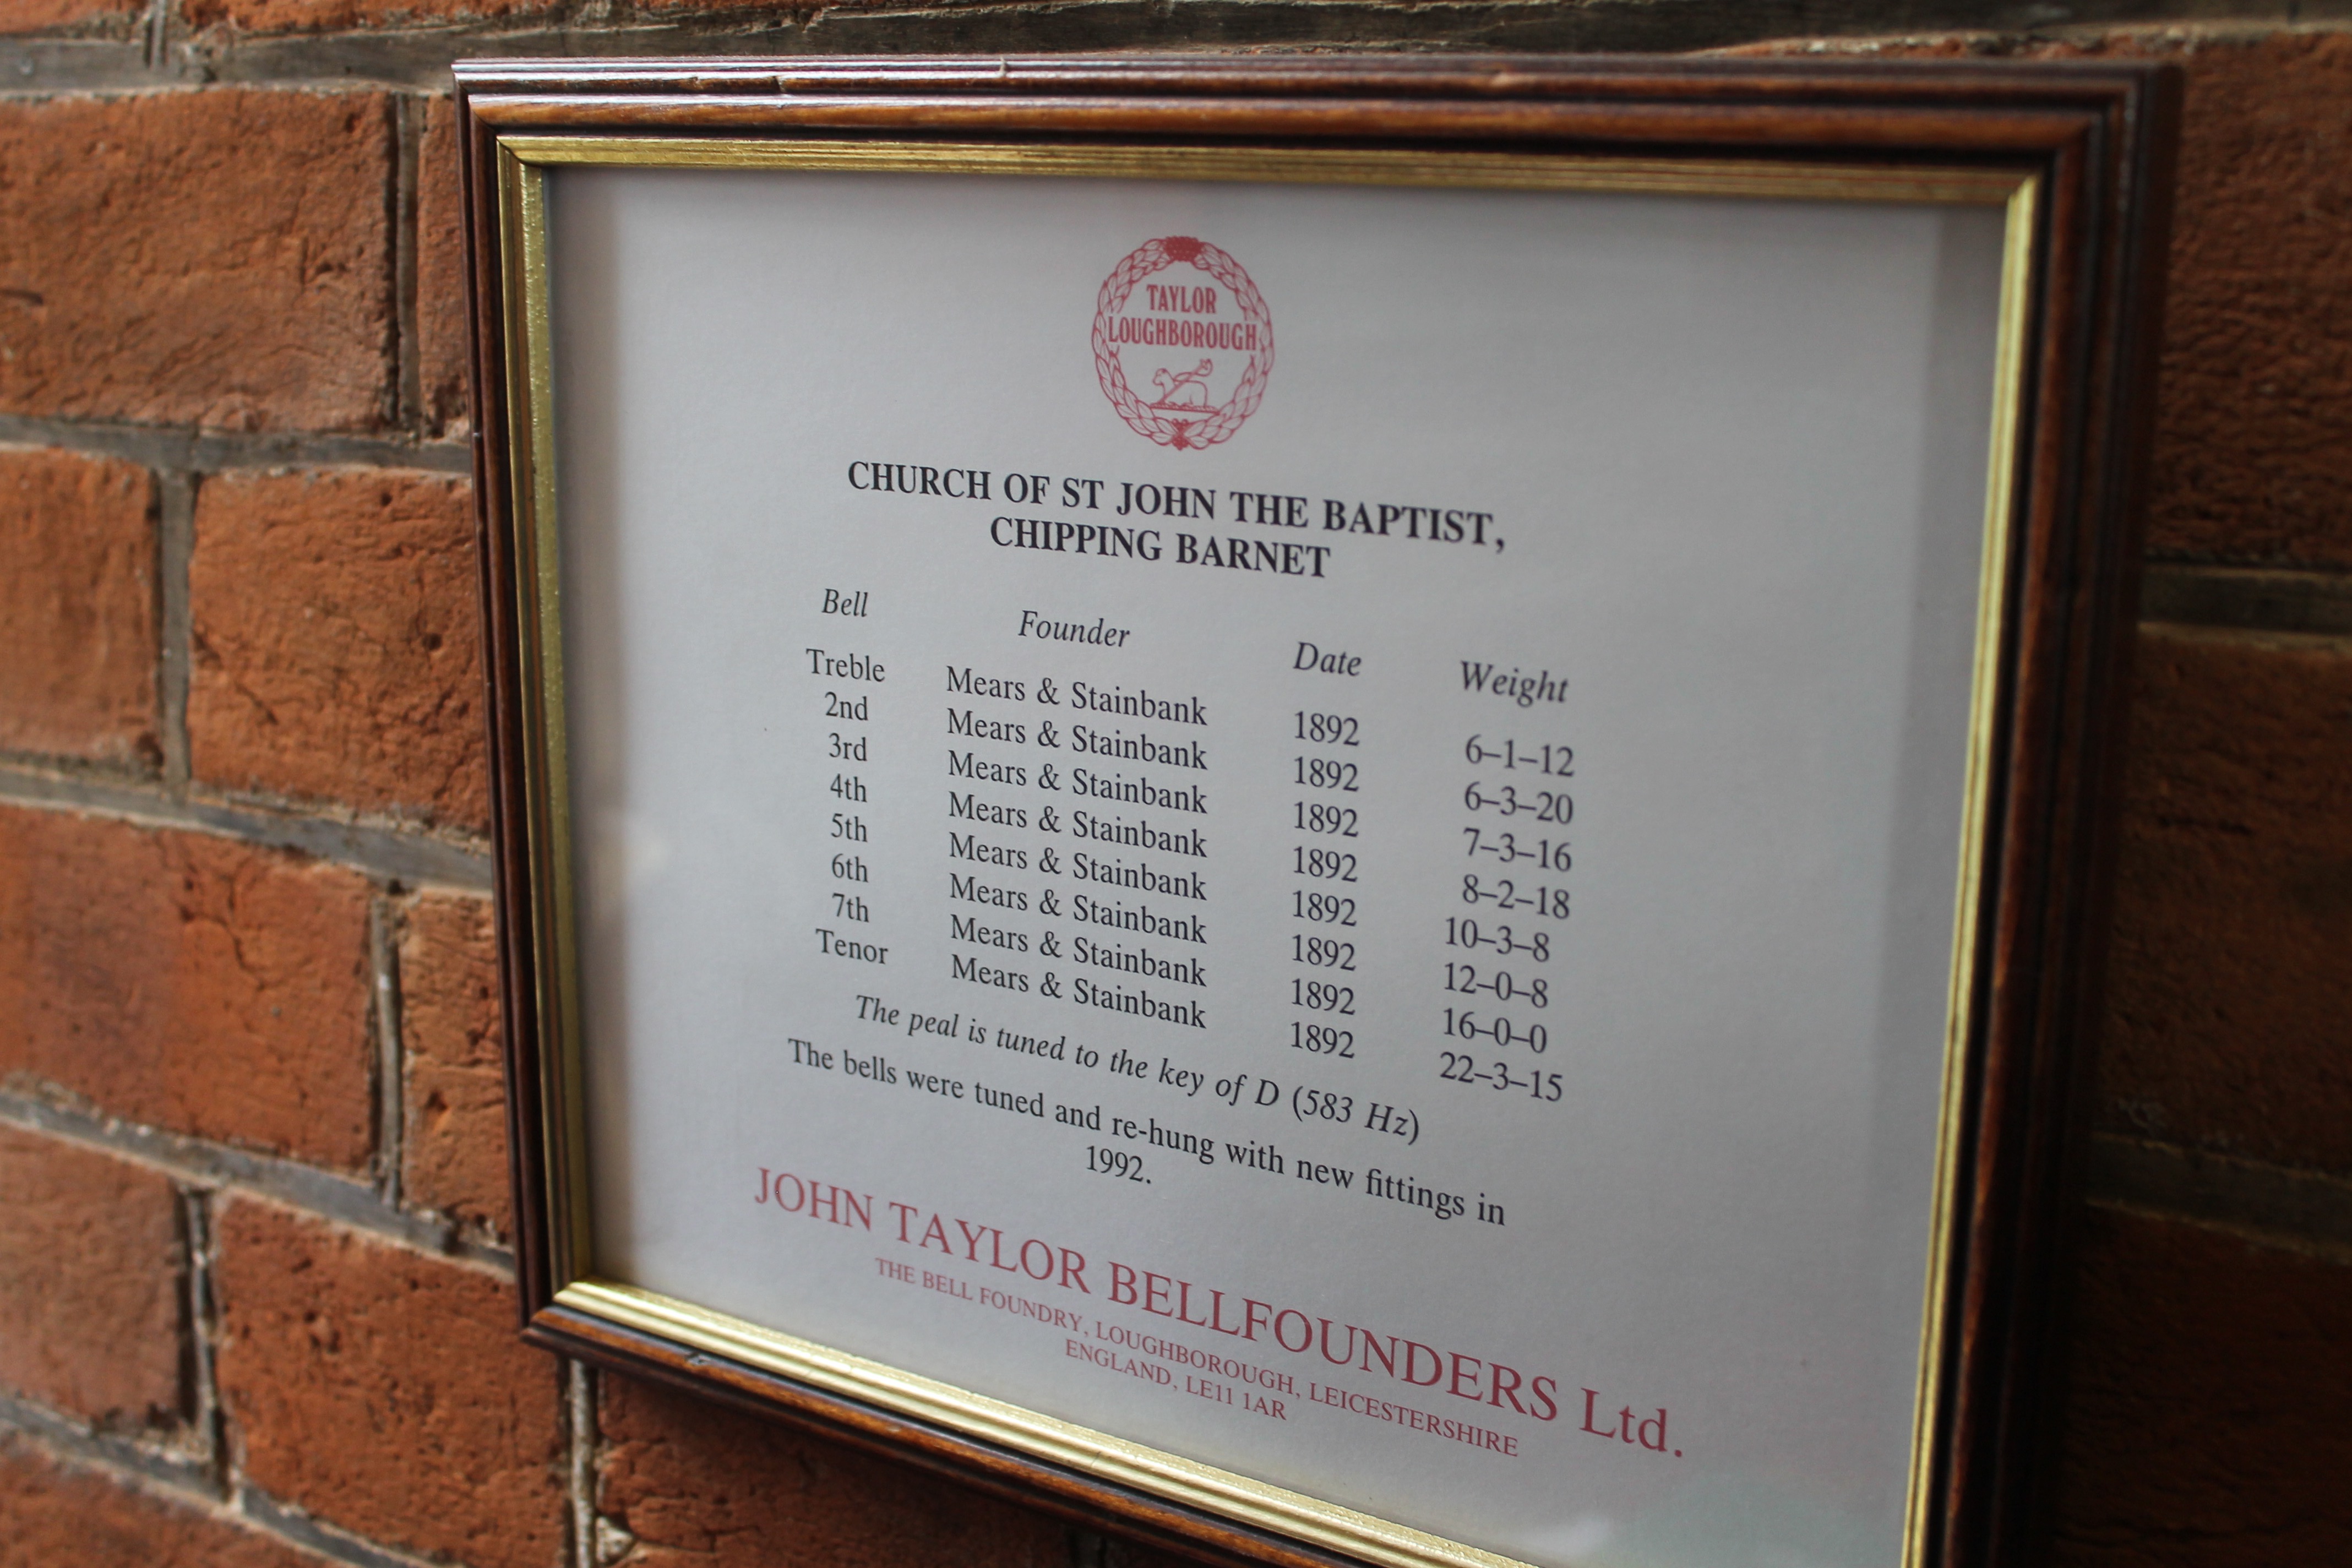 TAYLOR
LOUGHBOROUGH
CHURCH OF ST JOHN THE BAPTIST,
CHIPPING BARNET
Bell Founder Date Weight
Treble Mears & Stainbank 1892 6–1–12
2nd Mears & Stainbank 1892 6–3–20
3rd Mears & Stainbank 1892 7–3–16
4th Mears & Stainbank 1892 8–2–18
5th Mears & Stainbank 1892 10–3–8
6th Mears & Stainbank 1892 12–0–8
7th Mears & Stainbank 1892 16–0–0
Tenor Mears & Stainbank 1892 22–3–15
The peal is tuned to the key of D (583 Hz)
The bells were tuned and re-hung with new fittings in
1992.
JOHN TAYLOR BELLFOUNDERS Ltd.
THE BELL FOUNDRY, LOUGHBOROUGH, LEICESTERSHIRE
ENGLAND, LE11 1AR